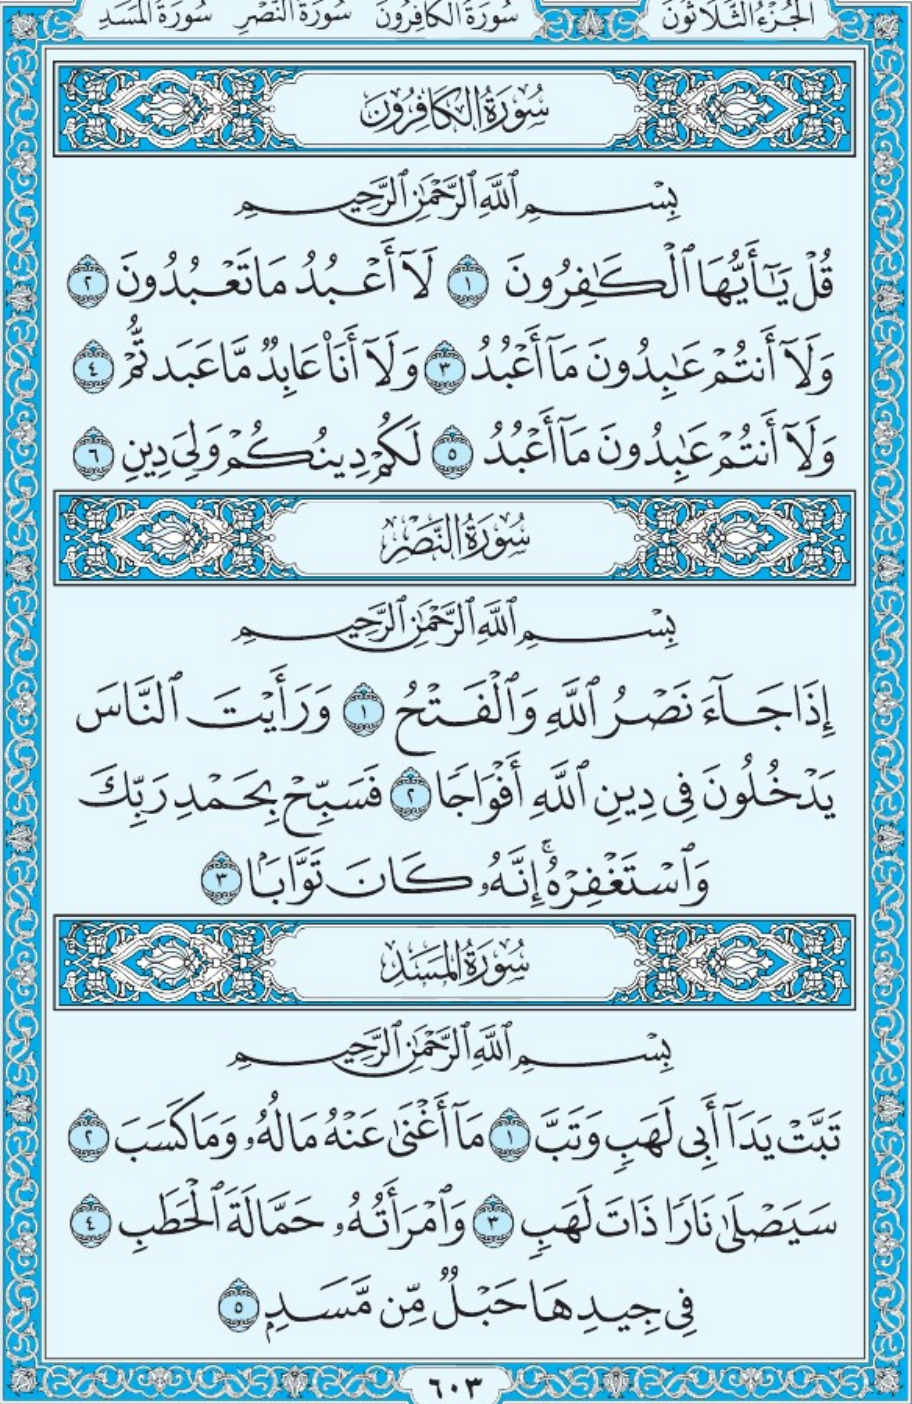 الجُزْءُ الثَّلَاثُونَ سُورَةُ الكَافِرُونَ سُورَةُ النَّصْرِ سُورَةُ المَسَدِ
سُورَةُ الكَافِرُونَ
بِسْمِ ٱللَّهِ ٱلرَّحْمَٰنِ ٱلرَّحِيمِ
قُلْ يَٰٓأَيُّهَا ٱلْكَٰفِرُونَ ١ لَآ أَعْبُدُ مَا تَعْبُدُونَ ٢
وَلَآ أَنتُمْ عَٰبِدُونَ مَآ أَعْبُدُ ٣ وَلَآ أَنَا۠ عَابِدٌ مَّا عَبَدتُّمْ ٤
وَلَآ أَنتُمْ عَٰبِدُونَ مَآ أَعْبُدُ ٥ لَكُمْ دِينُكُمْ وَلِيَ دِينِ ٦
سُورَةُ النَّصْرِ
بِسْمِ ٱللَّهِ ٱلرَّحْمَٰنِ ٱلرَّحِيمِ
إِذَا جَآءَ نَصْرُ ٱللَّهِ وَٱلْفَتْحُ ١ وَرَأَيْتَ ٱلنَّاسَ
يَدْخُلُونَ فِى دِينِ ٱللَّهِ أَفْوَاجًا ٢ فَسَبِّحْ بِحَمْدِ رَبِّكَ
وَٱسْتَغْفِرْهُ ۚ إِنَّهُۥ كَانَ تَوَّابًۢا ٣
سُورَةُ المَسَدِ
بِسْمِ ٱللَّهِ ٱلرَّحْمَٰنِ ٱلرَّحِيمِ
تَبَّتْ يَدَآ أَبِى لَهَبٍ وَتَبَّ ١ مَآ أَغْنَىٰ عَنْهُ مَالُهُۥ وَمَا كَسَبَ ٢
سَيَصْلَىٰ نَارًا ذَاتَ لَهَبٍ ٣ وَٱمْرَأَتُهُۥ حَمَّالَةَ ٱلْحَطَبِ ٤
فِى جِيدِهَا حَبْلٌ مِّن مَّسَدٍۭ ٥
٦٠٣